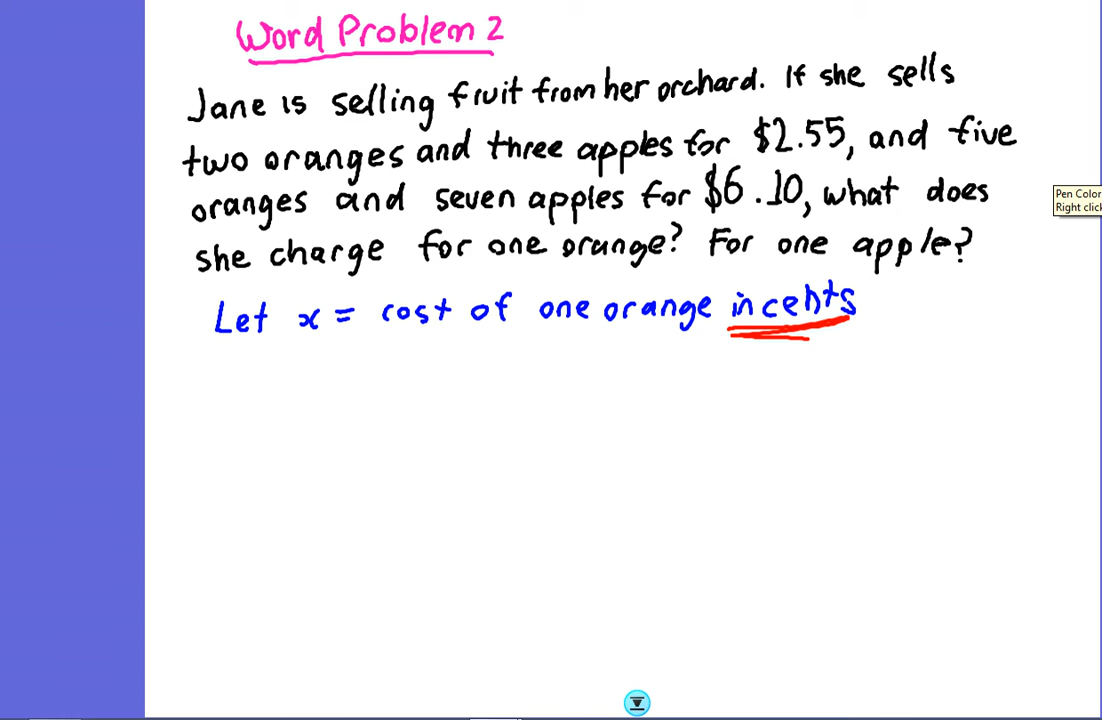 Word Problem 2
Jane is selling fruit from her orchard. If she sells
two oranges and three apples for $2.55, and five
oranges and seven apples for $6.10, what does
she charge for one orange? For one apple?
Let x = cost of one orange in cents
Pen Color
Right click